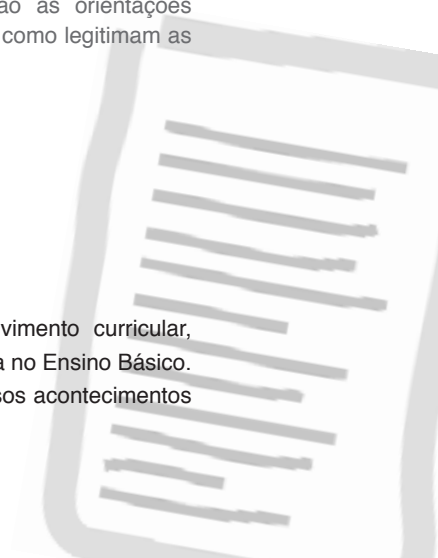 ão as orientações
como legitimam as
vimento curricular,
a no Ensino Básico.
sos acontecimentos